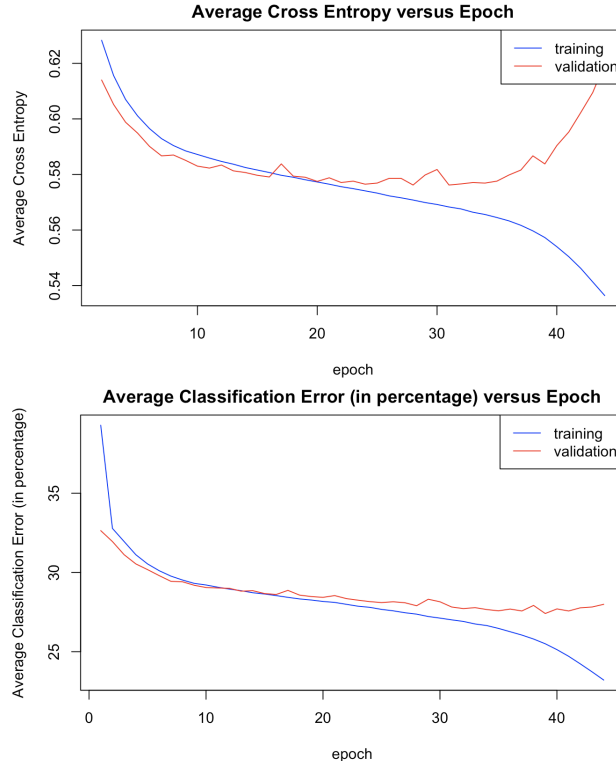 Average Cross Entropy versus Epoch
training
validation
Average Cross Entropy
0.62
0.60
0.58
0.56
0.54
10 20 30 40
epoch
Average Classification Error (in percentage) versus Epoch
training
validation
Average Classification Error (in percentage)
35
30
25
0 10 20 30 40
epoch